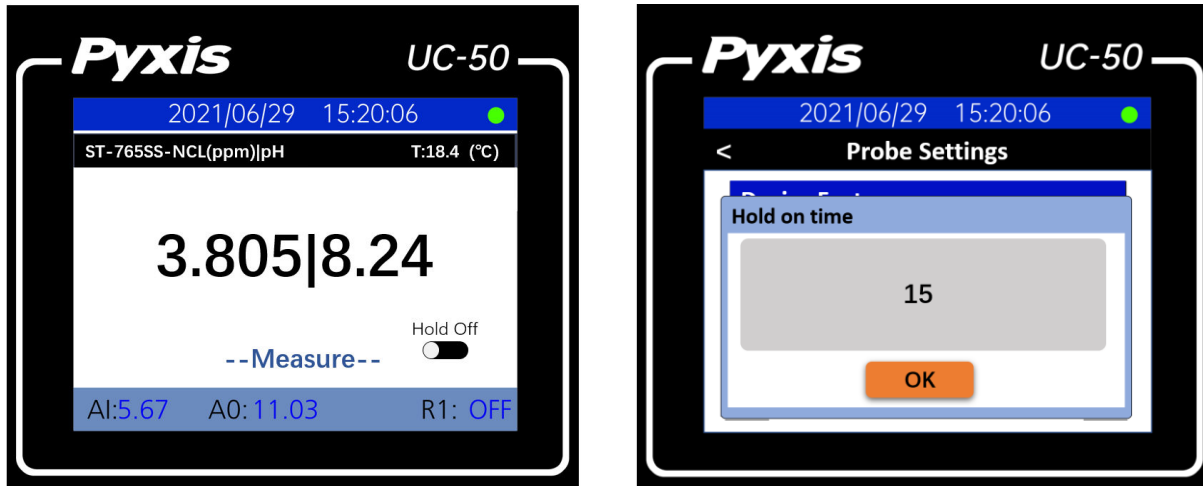 Pyxis UC-50
2021/06/29 15:20:06
ST-765SS-NCL(ppm)|pH T:18.4 (℃)
3.805|8.24
Hold Off
--Measure--
AI:5.67 A0:11.03 R1: OFF
Pyxis UC-50
2021/06/29 15:20:06
< Probe Settings
Hold on time
15
OK